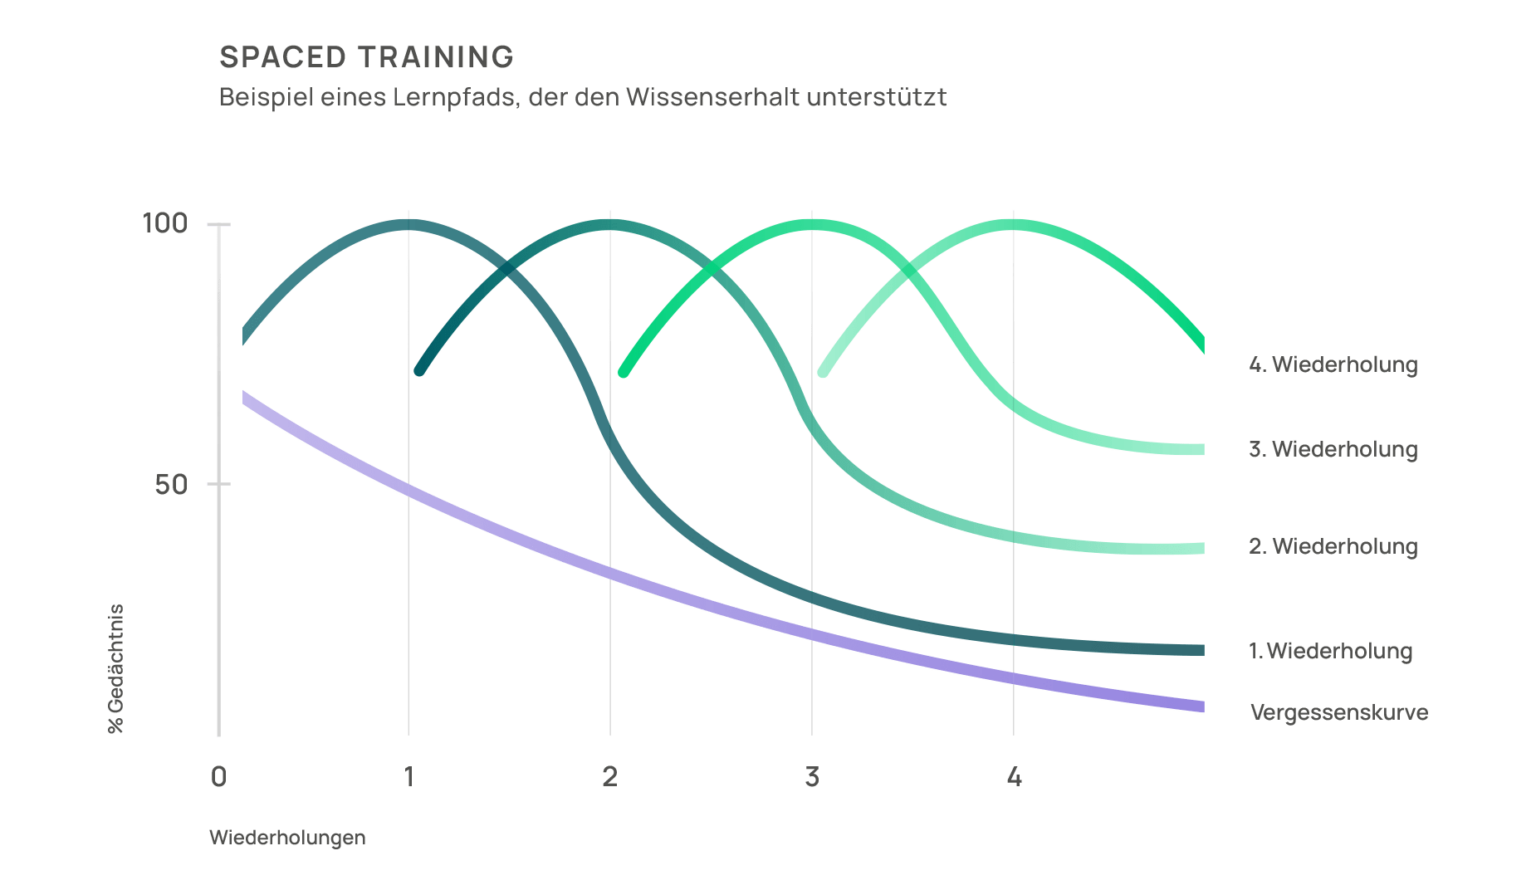 SPACED TRAINING
Beispiel eines Lernpfads, der den Wissenserhalt unterstützt
100
50
% Gedächtnis
4. Wiederholung
3. Wiederholung
2. Wiederholung
1. Wiederholung
Vergessenskurve
0 1 2 3 4
Wiederholungen